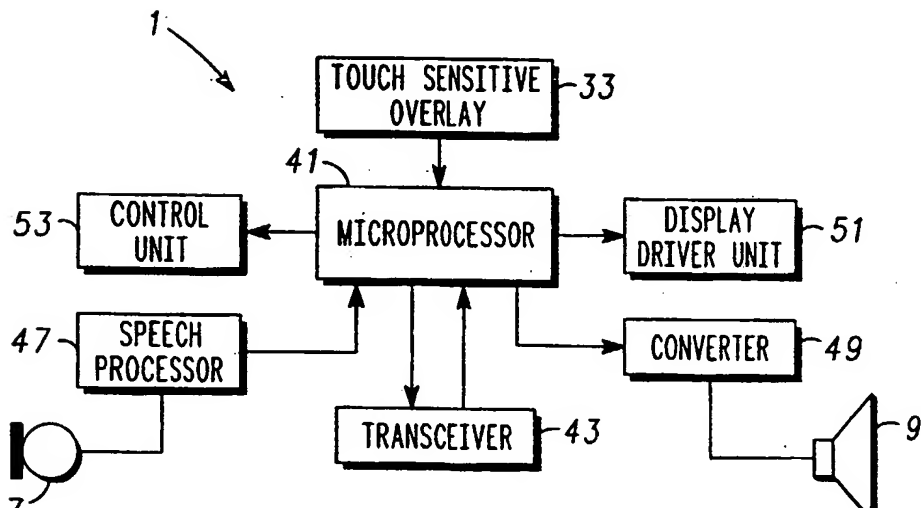 1
TOUCH SENSITIVE
OVERLAY
33
41
MICROPROCESSOR
53
CONTROL
UNIT
DISPLAY
DRIVER UNIT
51
47
SPEECH
PROCESSOR
CONVERTER
49
TRANSCEIVER
43
9
7